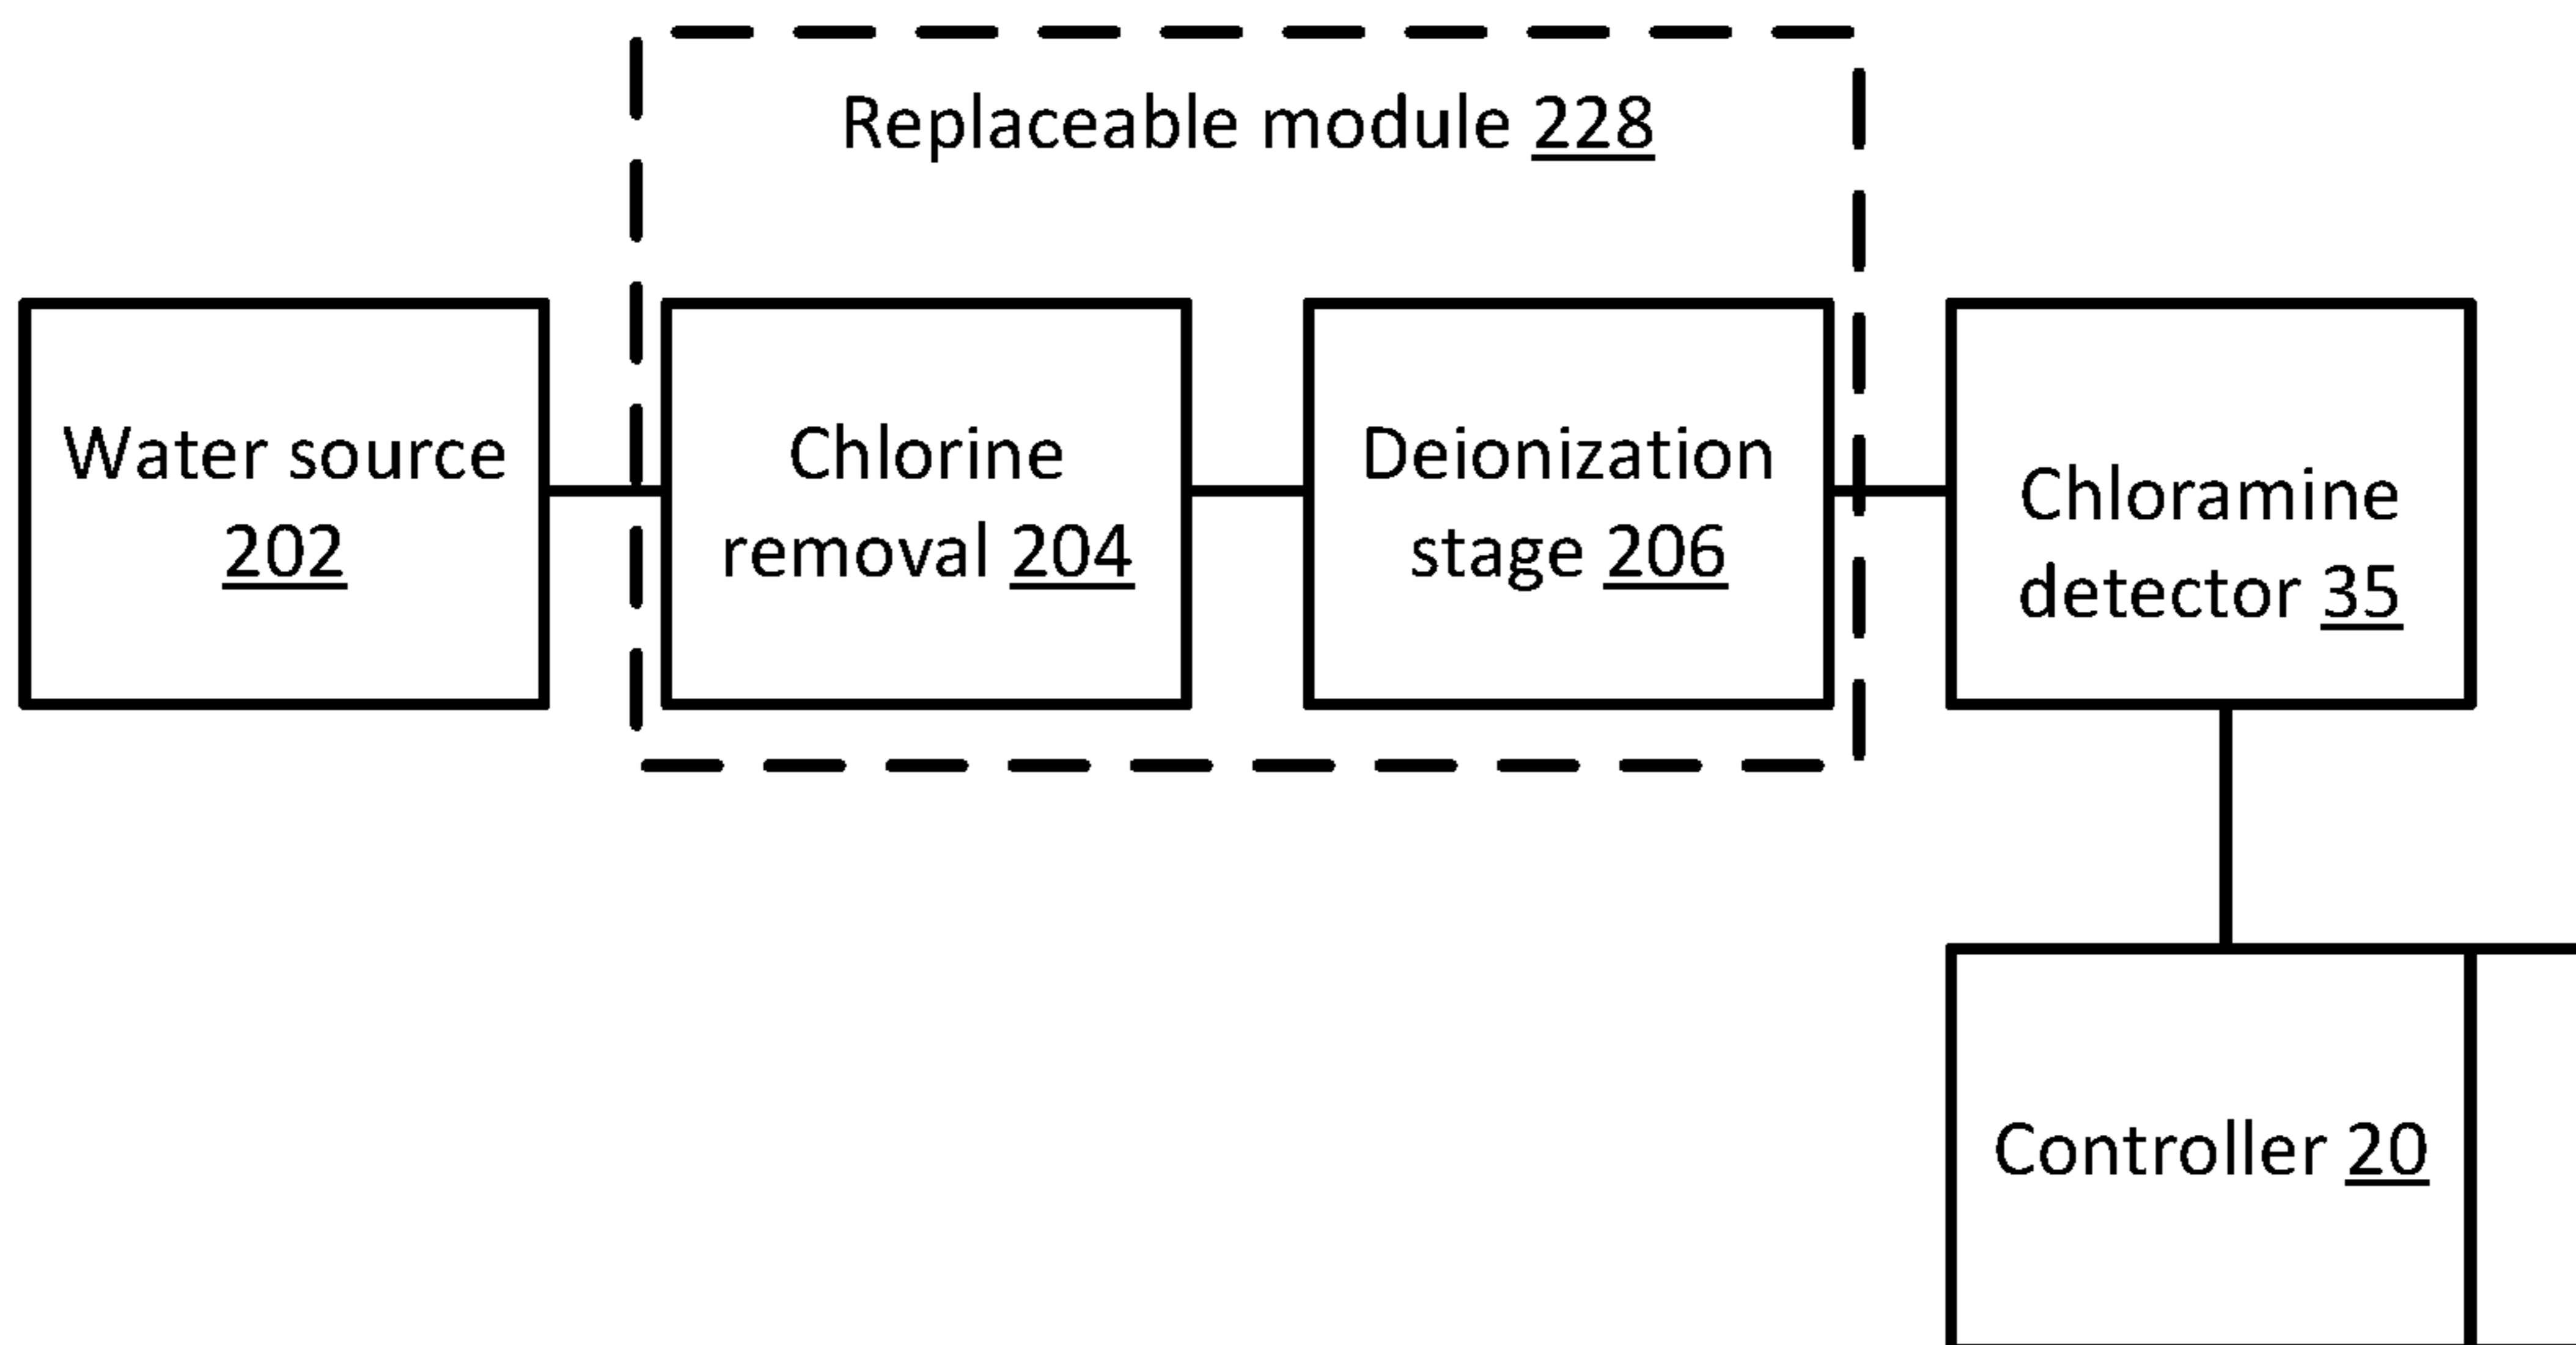 Replaceable module 228
Water source
202
Chlorine
removal 204
Deionization
stage 206
Chloramine
detector 35
Controller 20